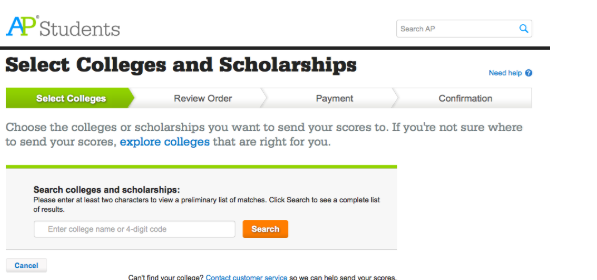 AP® Students
Search AP
Select Colleges and Scholarships
Need help ?
Select Colleges
Review Order
Payment
Confirmation
Choose the colleges or scholarships you want to send your scores to. If you're not sure where
to send your scores, explore colleges that are right for you.
Search colleges and scholarships:
Please enter at least two characters to view a preliminary list of matches. Click Search to see a complete list
of results.
Enter college name or 4-digit code
Search
Cancel
Can't find your college? Contact customer service so we can help send your scores.